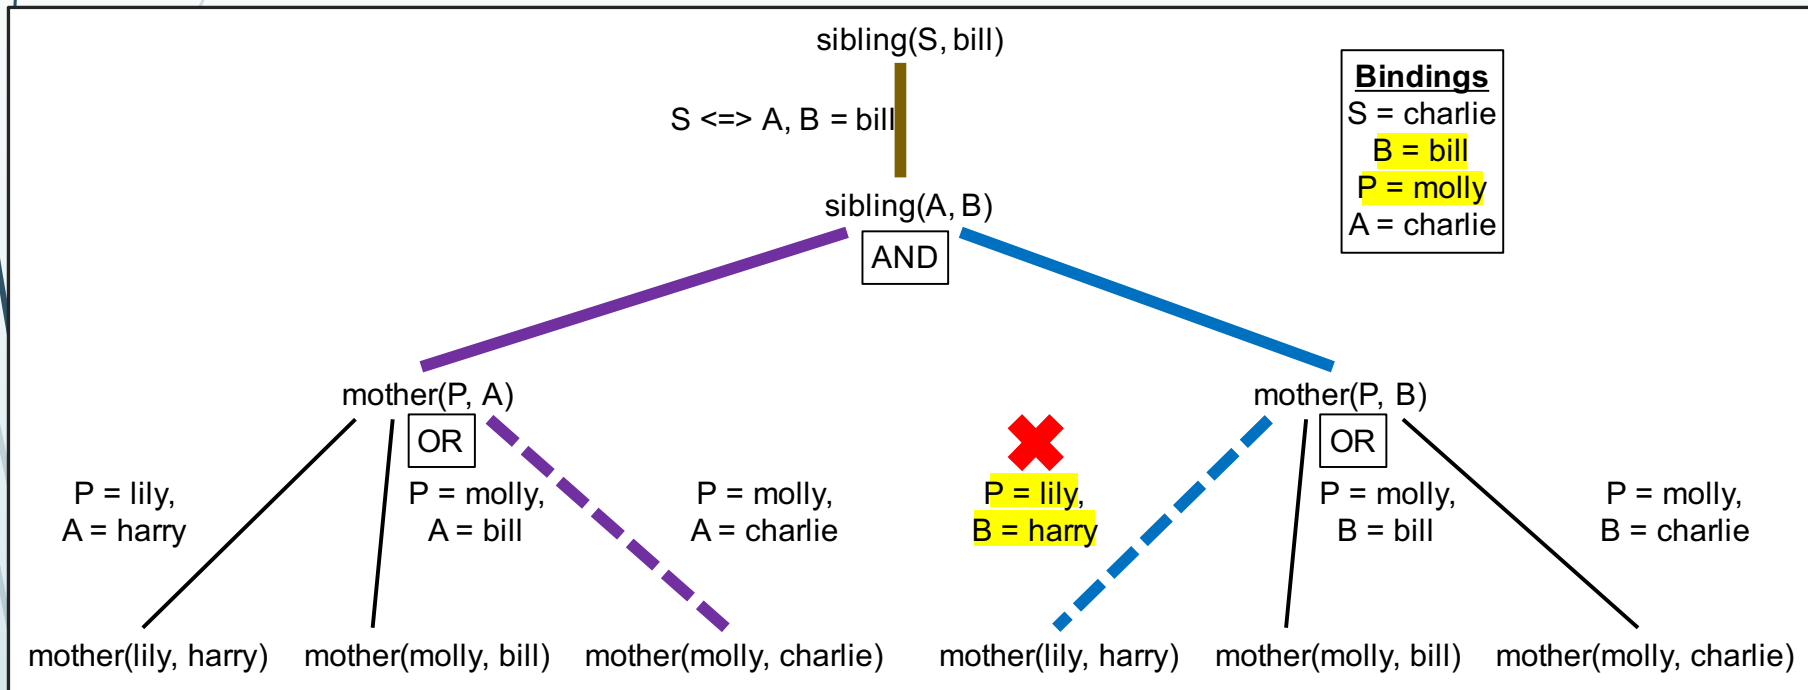 sibling(S, bill)
S <=> A, B = bill
sibling(A, B)
AND
Bindings
S = charlie
B = bill
P = molly
A = charlie
mother(P, A)
OR
mother(P, B)
OR
P = lily,
A = harry
P = molly,
A = bill
P = molly,
A = charlie
P = lily,
B = harry
P = molly,
B = bill
P = molly,
B = charlie
mother(lily, harry)
mother(molly, bill)
mother(molly, charlie)
mother(lily, harry)
mother(molly, bill)
mother(molly, charlie)